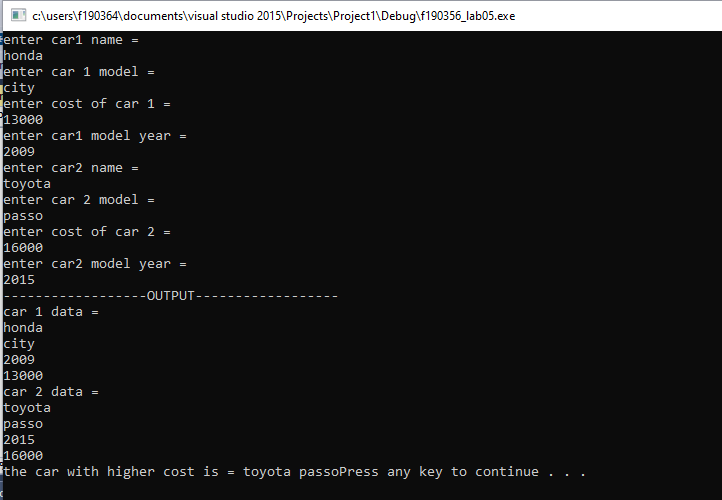 c:\users\f190364\documents\visual studio 2015\Projects\Project1\Debug\f190356_lab05.exe
enter car1 name =
honda
enter car 1 model =
city
enter cost of car 1 =
13000
enter car1 model year =
2009
enter car2 name =
toyota
enter car 2 model =
passo
enter cost of car 2 =
16000
enter car2 model year =
2015
------------------OUTPUT------------------
car 1 data =
honda
city
2009
13000
car 2 data =
toyota
passo
2015
16000
the car with higher cost is = toyota passoPress any key to continue . . .